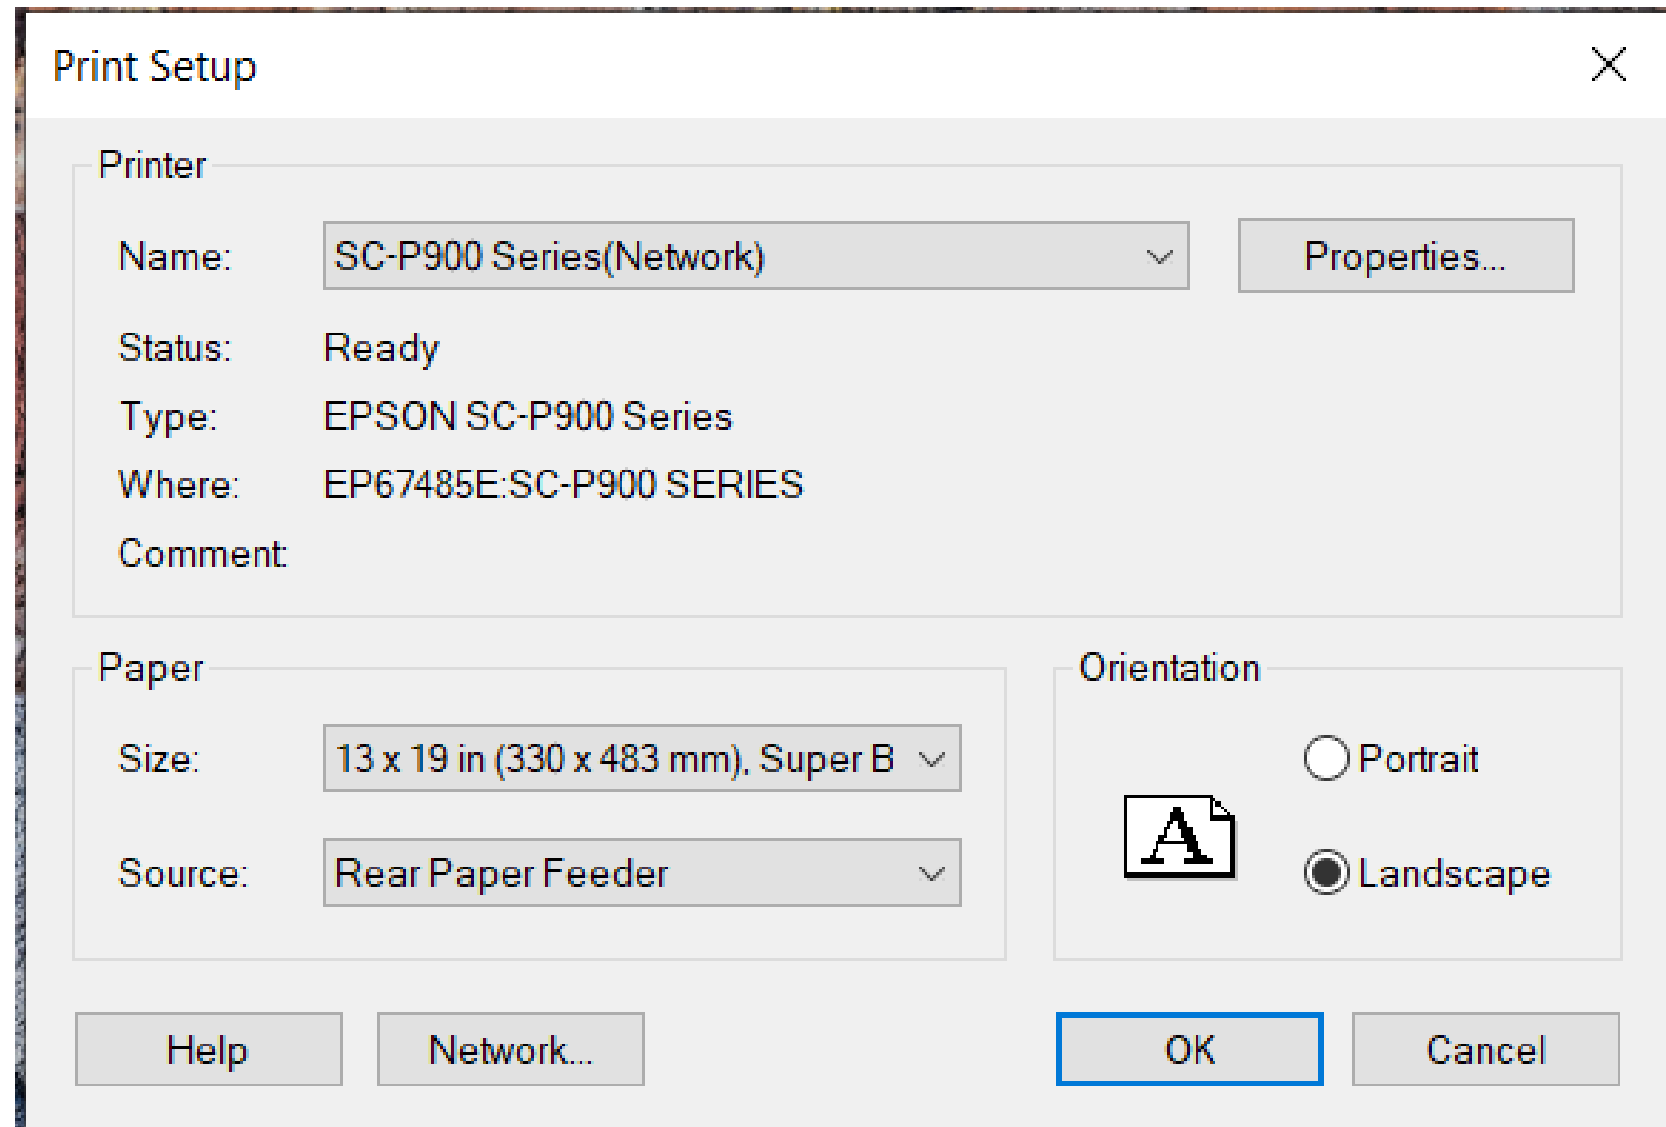 Print Setup
Printer
Name: SC-P900 Series(Network) Properties...
Status: Ready
Type: EPSON SC-P900 Series
Where: EP67485E:SC-P900 SERIES
Comment:
Paper
Size: 13 x 19 in (330 x 483 mm), Super B
Source: Rear Paper Feeder
Orientation
A
Portrait
Landscape
Help Network... OK Cancel